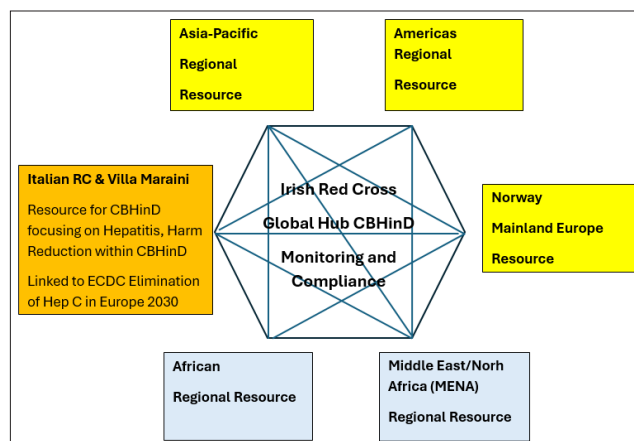 Asia-Pacific
Regional
Resource
Americas
Regional
Resource
Italian RC & Villa Maraini
Resource for CBHinD
focusing on Hepatitis, Harm
Reduction within CBHinD
Linked to ECDC Elimination
of Hep C in Europe 2030
Irish Red Cross
Global Hub CBHinD
Monitoring and
Compliance
Norway
Mainland Europe
Resource
African
Regional Resource
Middle East/Norh
Africa (MENA)
Regional Resource